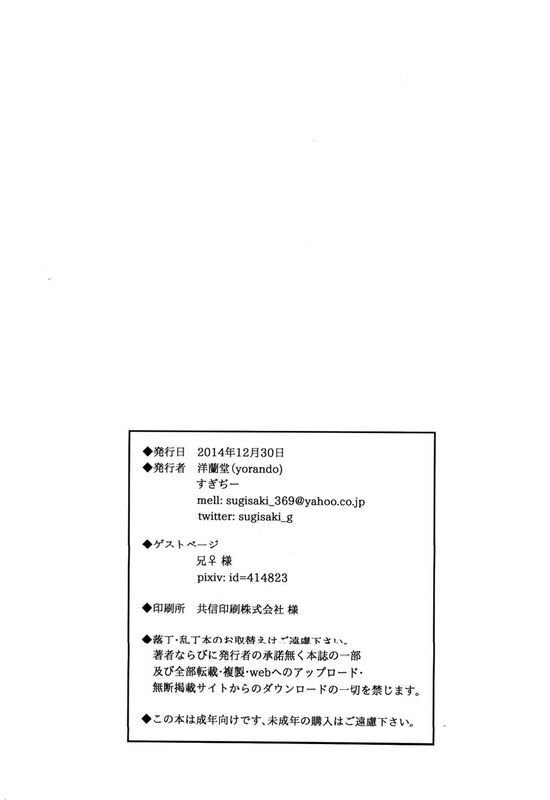 ◆発行日 2014年12月30日
◆発行者 洋蘭堂(yorando)
すぎぢー
mell: sugisaki_369@yahoo.co.jp
twitter: sugisaki_g
◆ゲストページ
兄♀ 様
pixiv: id=414823
◆印刷所 共信印刷株式会社 様
◆落丁・乱丁本のお取替えはご遠慮下さい。
著者ならびに発行者の承諾無く本誌の一部
及び全部転載・複製・webへのアップロード・
無断掲載サイトからのダウンロードの一切を禁じます。
◆この本は成年向けです、未成年の購入はご遠慮下さい。